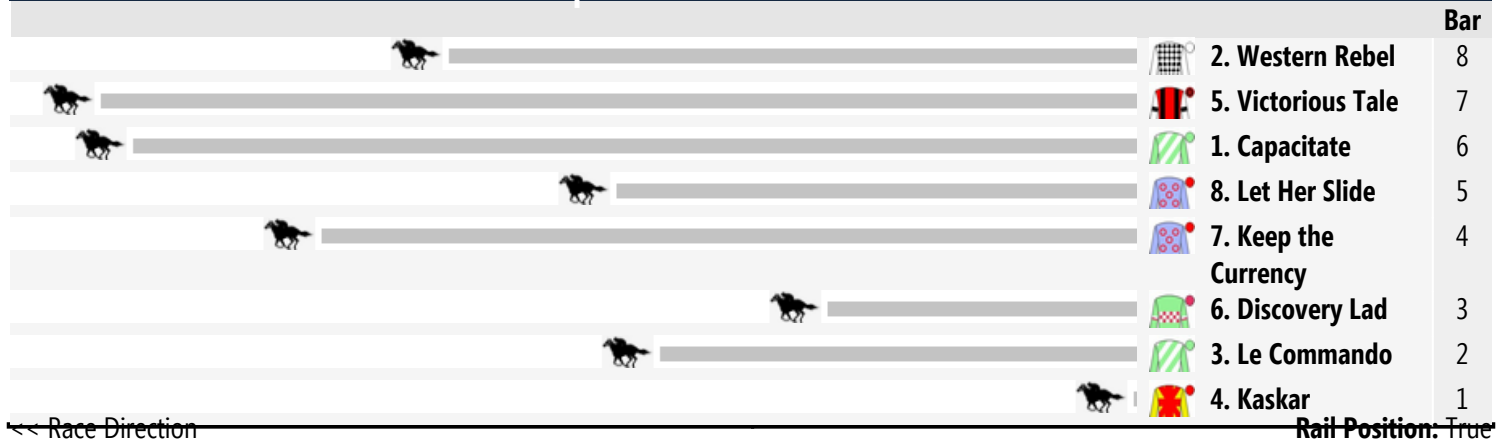 Bar
2. Western Rebel 8
5. Victorious Tale 7
1. Capacitate 6
8. Let Her Slide 5
7. Keep the 4
Currency
6. Discovery Lad 3
3. Le Commando 2
4. Kaskar 1
<< Race Direction Rail Position: True